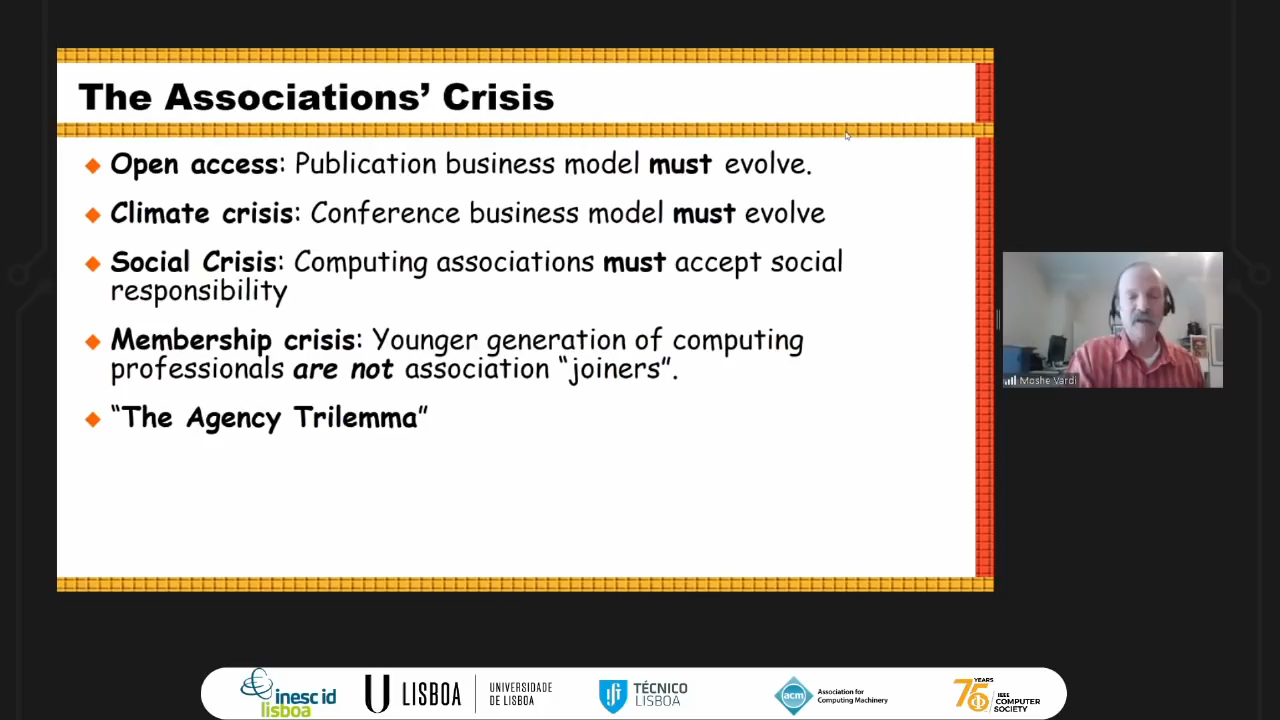 The Associations’ Crisis
◆ Open access: Publication business model must evolve.
◆ Climate crisis: Conference business model must evolve
◆ Social Crisis: Computing associations must accept social
responsibility
◆ Membership crisis: Younger generation of computing
professionals are not association “joiners”.
◆ “The Agency Trilemma”
Moshe Vardi
inesc id
lisboa
U LISBOA
UNIVERSIDADE
DE LISBOA
TÉCNICO
LISBOA
acm
Association for
Computing Machinery
75
YEARS
IEEE
COMPUTER
SOCIETY